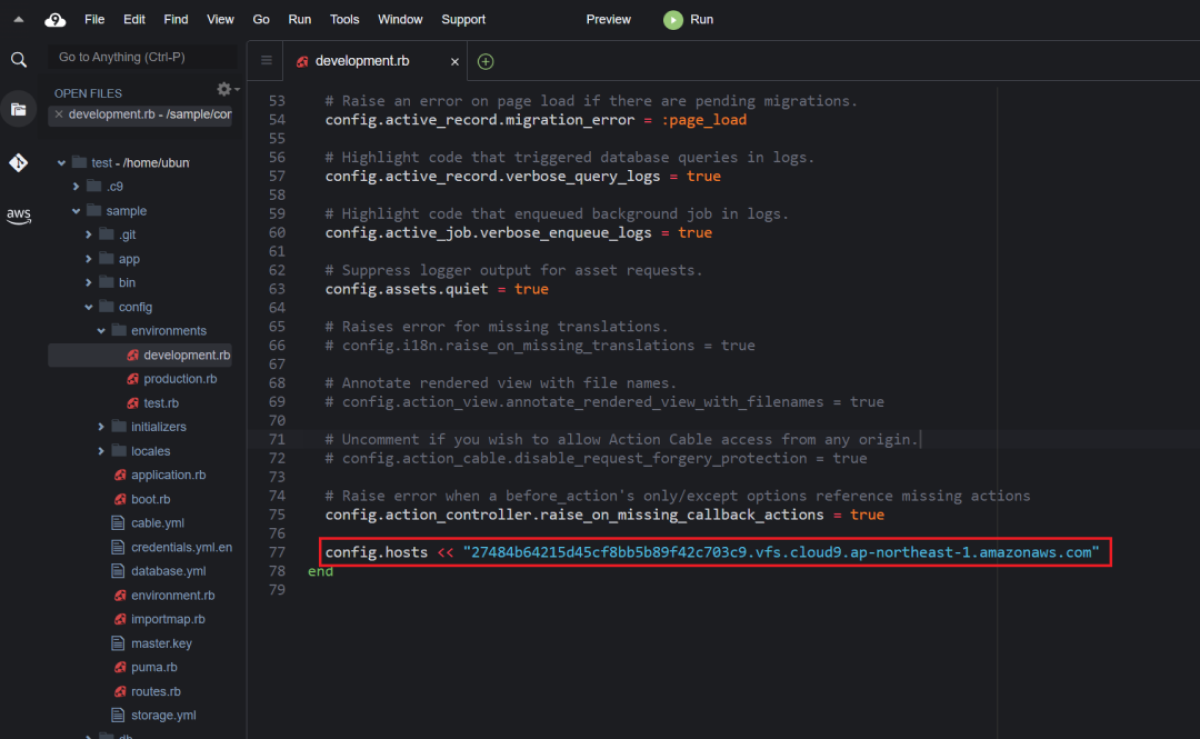 9 File Edit Find View Go Run Tools Window Support Preview Run
Go to Anything (Ctrl-P)
development.rb ×
OPEN FILES
× development.rb - /sample/cor
test - /home/ubun
.c9
sample
.git
app
bin
config
environments
development.rb
production.rb
test.rb
initializers
locales
application.rb
boot.rb
cable.yml
credentials.yml.en
database.yml
environment.rb
importmap.rb
master.key
puma.rb
routes.rb
storage.yml
db
aws
53 # Raise an error on page load if there are pending migrations.
54 config.active_record.migration_error = :page_load
55
56 # Highlight code that triggered database queries in logs.
57 config.active_record.verbose_query_logs = true
58
59 # Highlight code that enqueued background job in logs.
60 config.active_job.verbose_enqueue_logs = true
61
62 # Suppress logger output for asset requests.
63 config.assets.quiet = true
64
65 # Raises error for missing translations.
66 # config.i18n.raise_on_missing_translations = true
67
68 # Annotate rendered view with file names.
69 # config.action_view.annotate_rendered_view_with_filenames = true
70
71 # Uncomment if you wish to allow Action Cable access from any origin.
72 # config.action_cable.disable_request_forgery_protection = true
73
74 # Raise error when a before_action's only/except options reference missing actions
75 config.action_controller.raise_on_missing_callback_actions = true
76
77 config.hosts << "27484b64215d45cf8bb5b89f42c703c9.vfs.cloud9.ap-northeast-1.amazonaws.com"
78 end
79